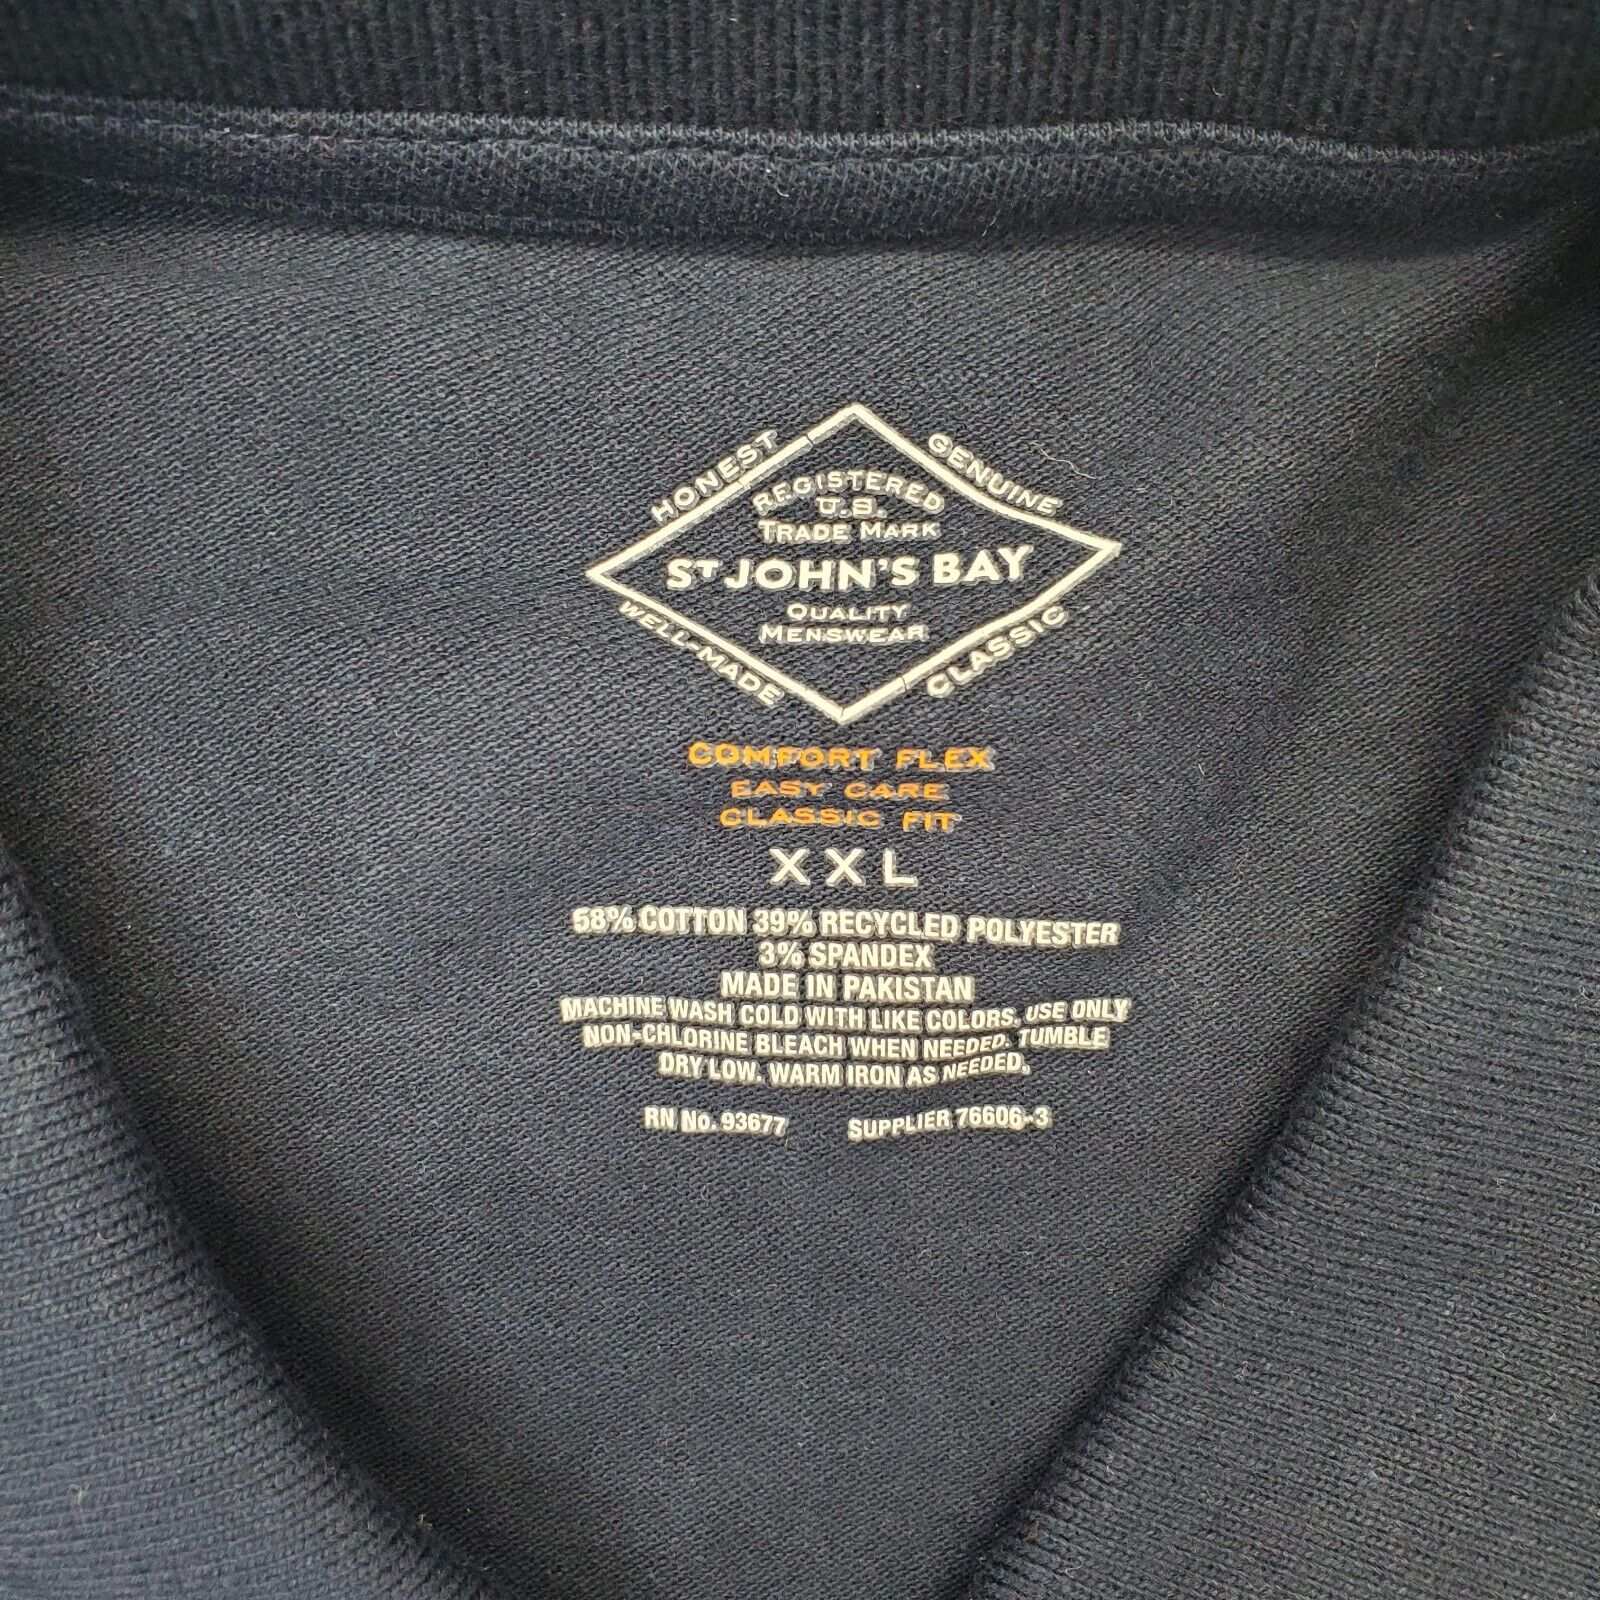 HONEST
GENUINE
REGISTERED
U.S.
TRADE MARK
ST JOHN'S BAY
QUALITY
MENSWEAR
WELL-MADE
CLASSIC
COMFORT FLEX
EASY CARE
CLASSIC FIT
XXL
58% COTTON 39% RECYCLED POLYESTER
3% SPANDEX
MADE IN PAKISTAN
MACHINE WASH COLD WITH LIKE COLORS. USE ONLY
NON-CHLORINE BLEACH WHEN NEEDED. TUMBLE
DRY LOW. WARM IRON AS NEEDED.
RN No. 93677 SUPPLIER 76606-3